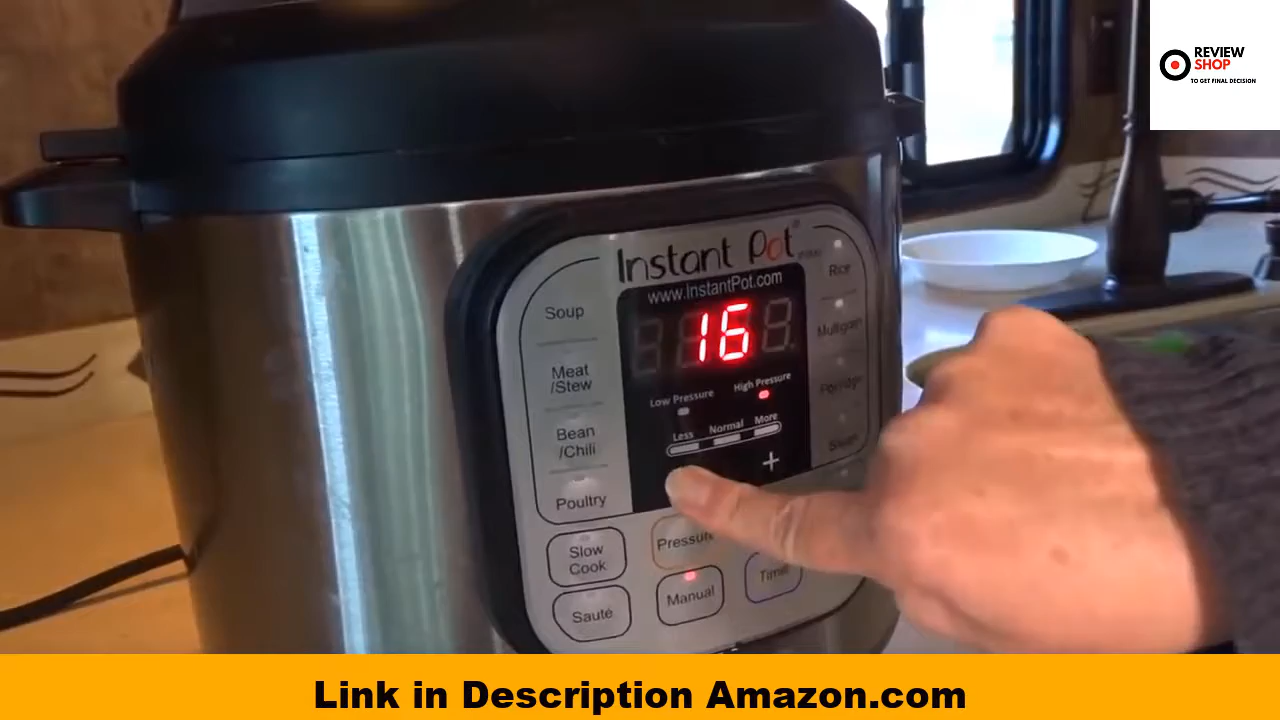 REVIEW
SHOP
TO GET FINAL DECISION
Instant Pot
www.InstantPot.com
Soup
Rice
16
Meat
/Stew
Multigrain
Low Pressure
High Pressure
Porridge
Bean
/Chili
Less
Normal
More
Steam
+
Poultry
Slow
Cook
Pressure
Manual
Timer
Sauté
Link in Description Amazon.com